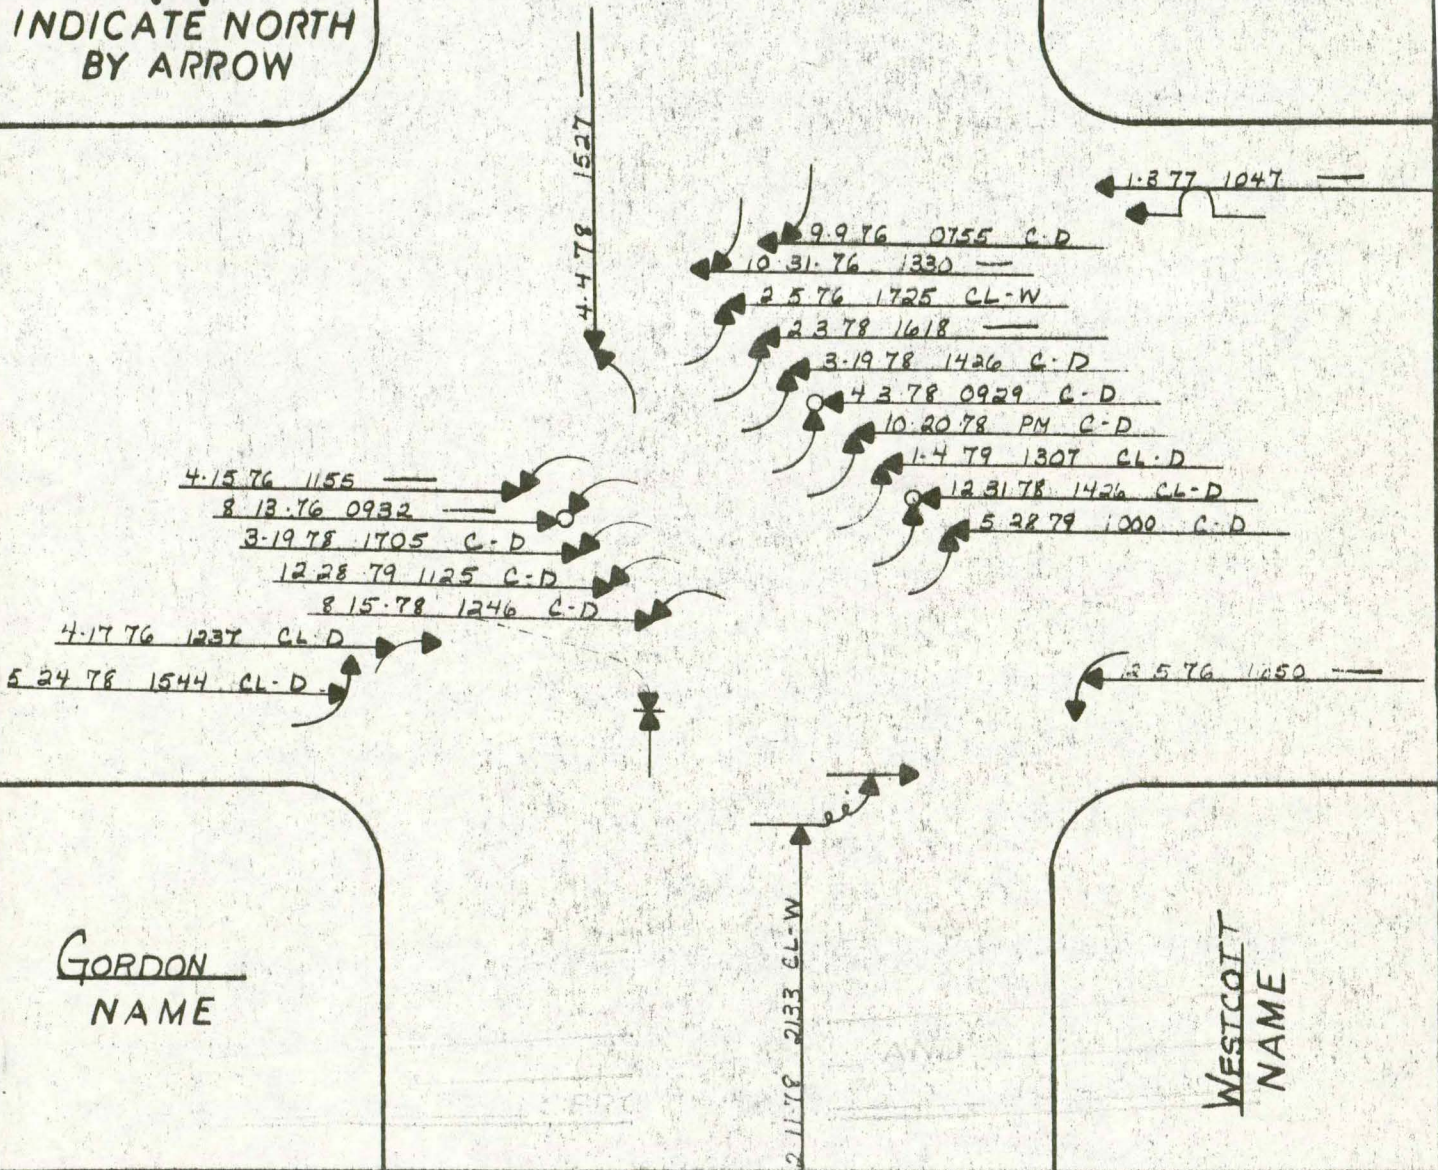 INDICATE NORTH
BY ARROW
4·4·78 1527 —
1·3 77 1047 —
9·9·76 0755 C·D
10 31·76 1330 —
2 5 76 1725 CL-W
2 3 78 1618 —
3·19 78 1426 C-D
4 3 78 0929 C-D
10·20 78 PM C-D
1·4 79 1307 CL·D
12 31 78 1426 CL-D
5 28 79 1000 C-D
4·15 76 1155 —
8 13·76 0932 —
3-19 78 1705 C-D
12·28·79 1125 C-D
8 15·78 1246 C-D
4·17 76 1237 CL·D
5 24 78 1544 CL-D
12 5 76 —
2 11·78 2133 CL-W
GORDON
NAME
WESTCOTT
NAME